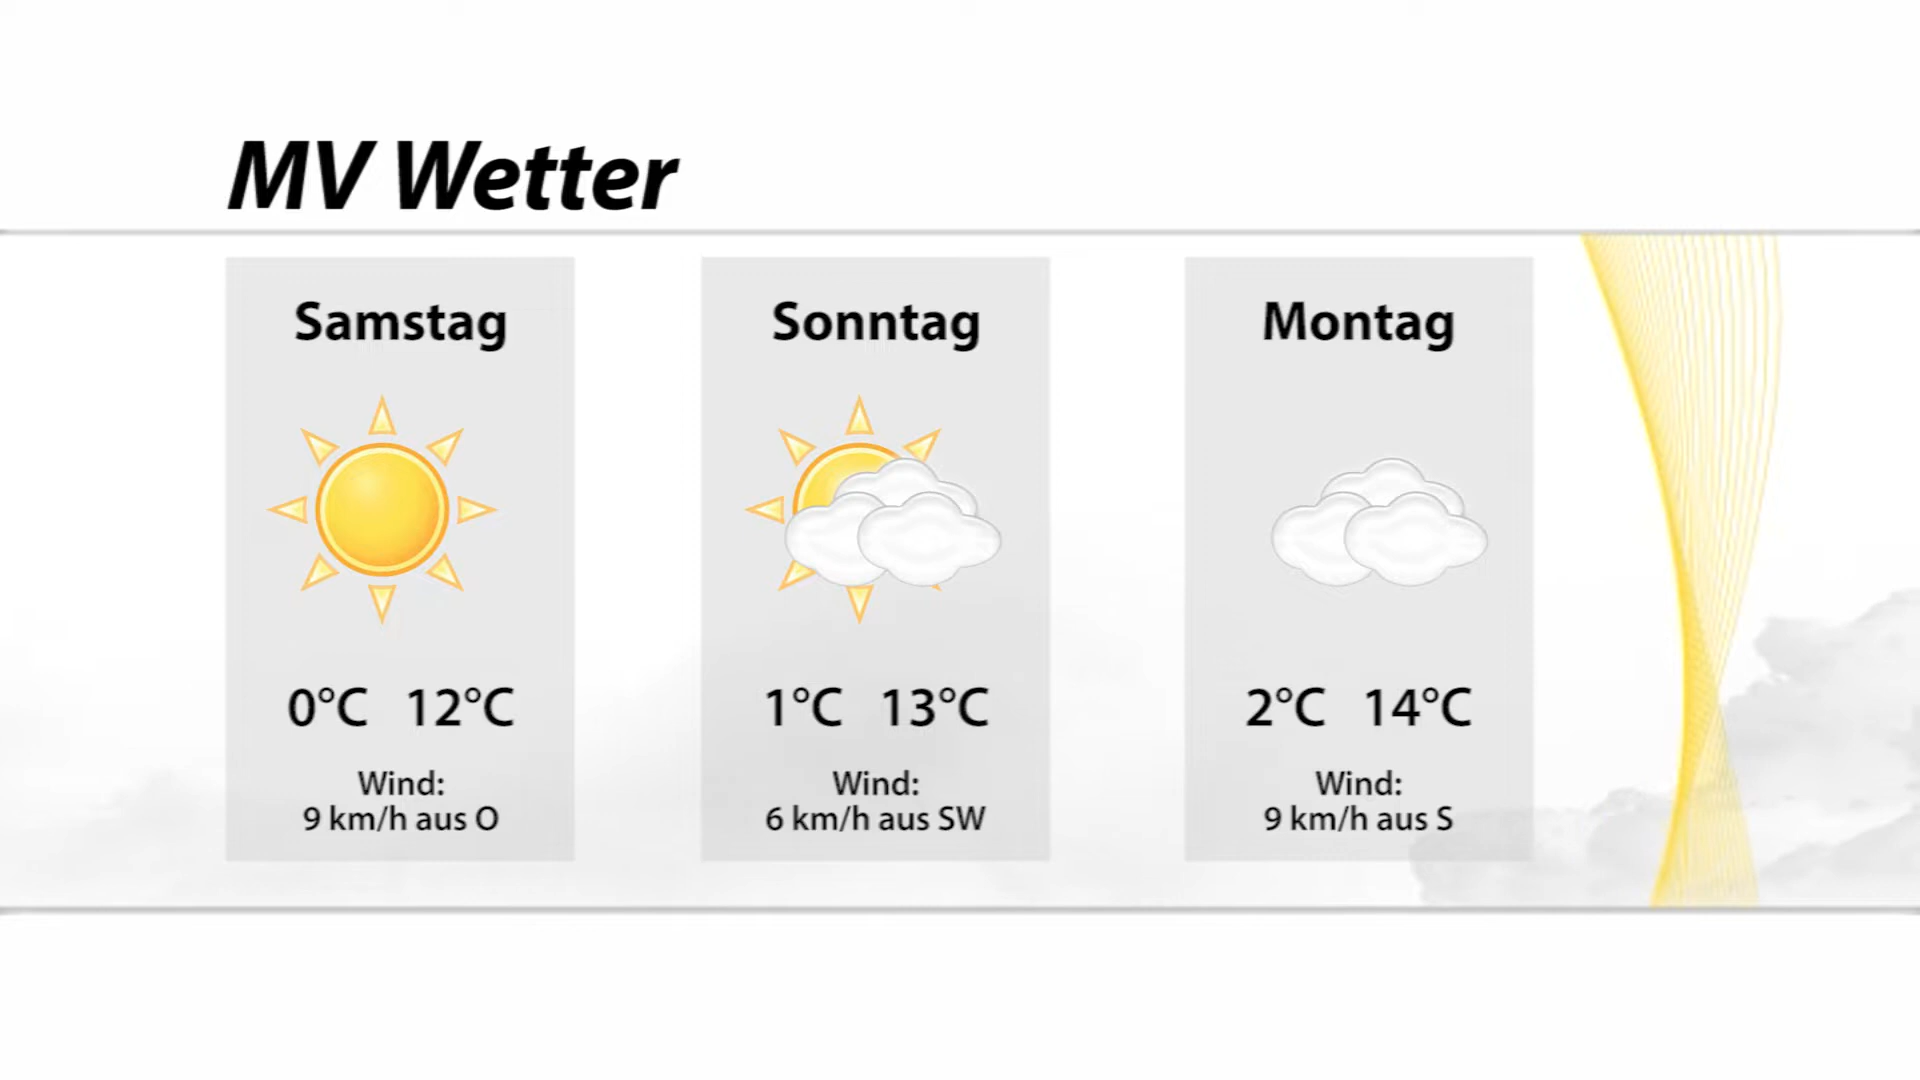 MV Wetter
Samstag
0°C 12°C
Wind:
9 km/h aus O
Sonntag
1°C 13°C
Wind:
6 km/h aus SW
Montag
2°C 14°C
Wind:
9 km/h aus S